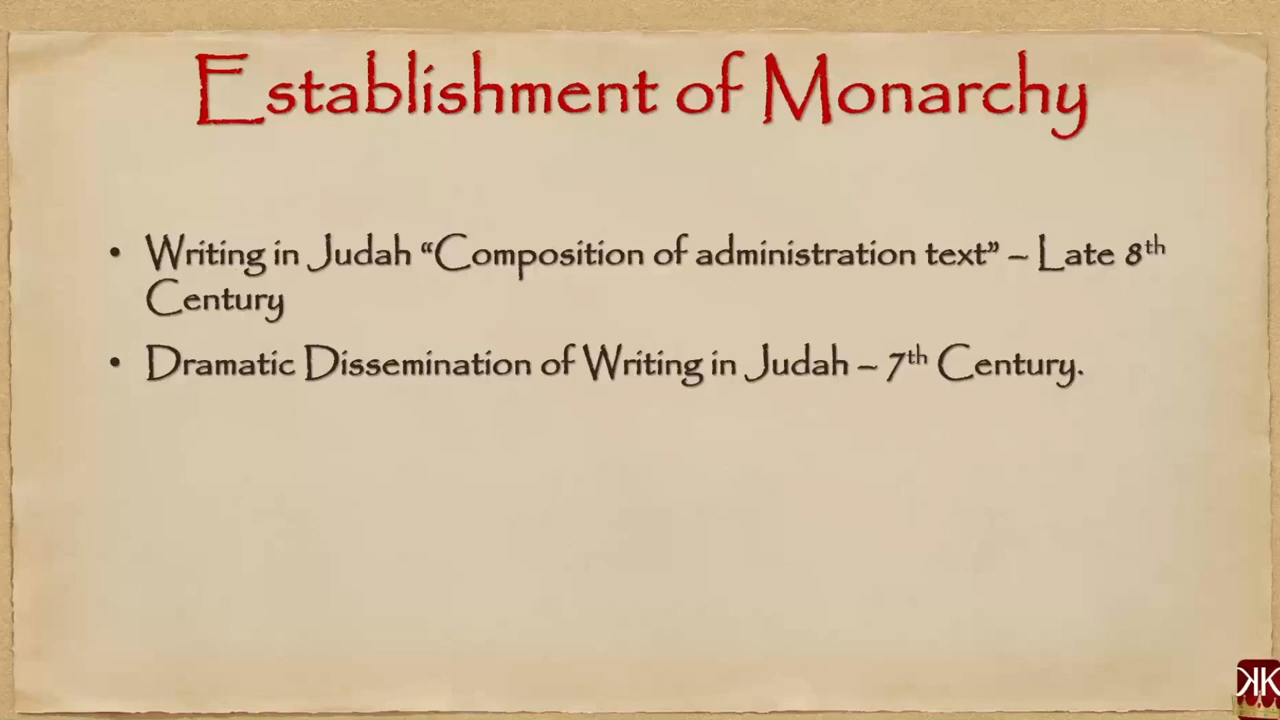 Establishment of Monarchy
• Writing in Judah “Composition of administration text” – Late 8th
Century
• Dramatic Dissemination of Writing in Judah – 7th Century.
KK